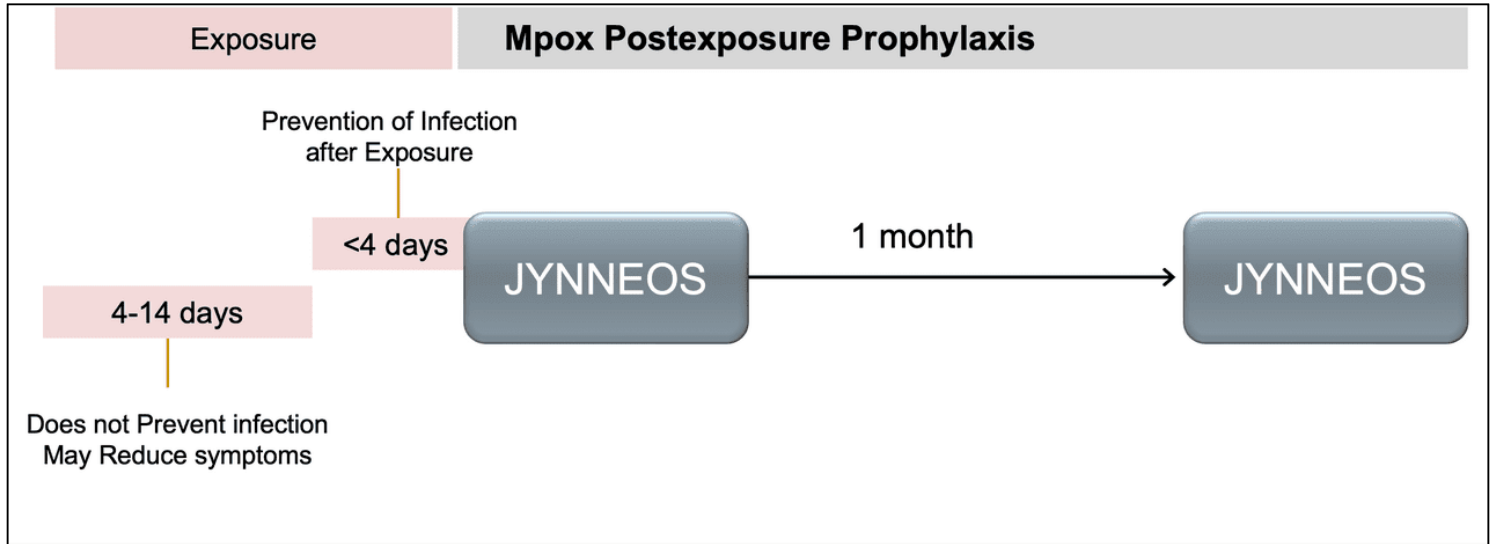 Exposure
Mpox Postexposure Prophylaxis
Prevention of Infection
after Exposure
<4 days
JYNNEOS
1 month
JYNNEOS
4-14 days
Does not Prevent infection
May Reduce symptoms